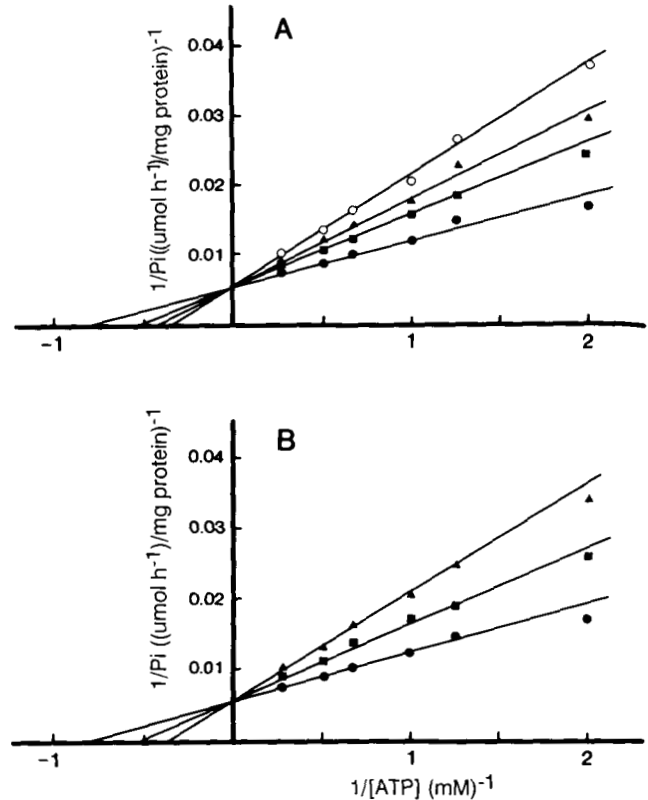 A
1/Pi((umol h-1)/mg protein)-1
0.04
0.03
0.02
0.01
-1
1
2
B
1/Pi ((umol h-1)/mg protein)-1
0.04
0.03
0.02
0.01
-1
1
2
1/[ATP] (mM)-1